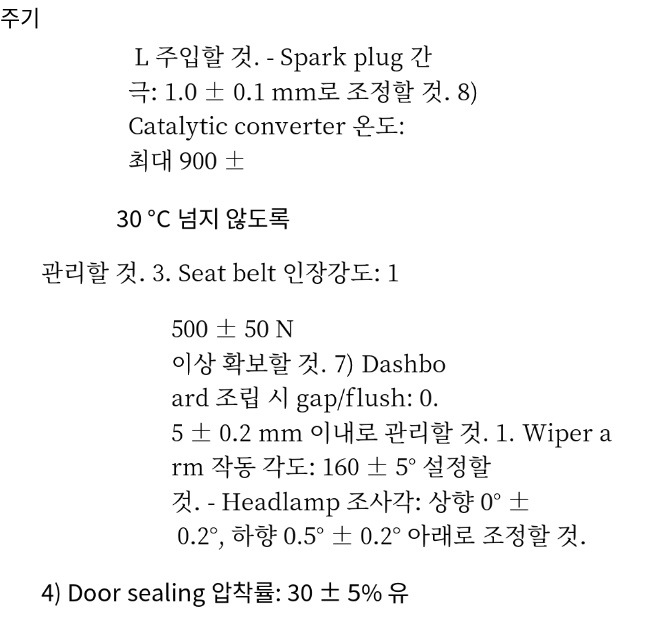 주기
L 주입할 것. - Spark plug 간
극: 1.0 ± 0.1 mm로 조정할 것. 8)
Catalytic converter 온도:
최대 900 ±
30 °C 넘지 않도록
관리할 것. 3. Seat belt 인장강도: 1
500 ± 50 N
이상 확보할 것. 7) Dashbo
ard 조립 시 gap/flush: 0.
5 ± 0.2 mm 이내로 관리할 것. 1. Wiper a
rm 작동 각도: 160 ± 5° 설정할
것. - Headlamp 조사각: 상향 0° ±
0.2°, 하향 0.5° ± 0.2° 아래로 조정할 것.
4) Door sealing 압착률: 30 ± 5% 유